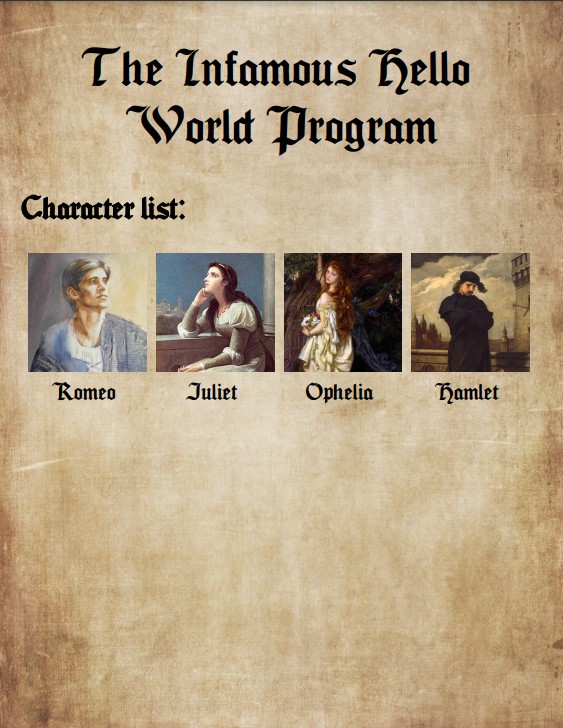 The Infamous Hello
World Program
Character list:
Romeo Juliet Ophelia Hamlet